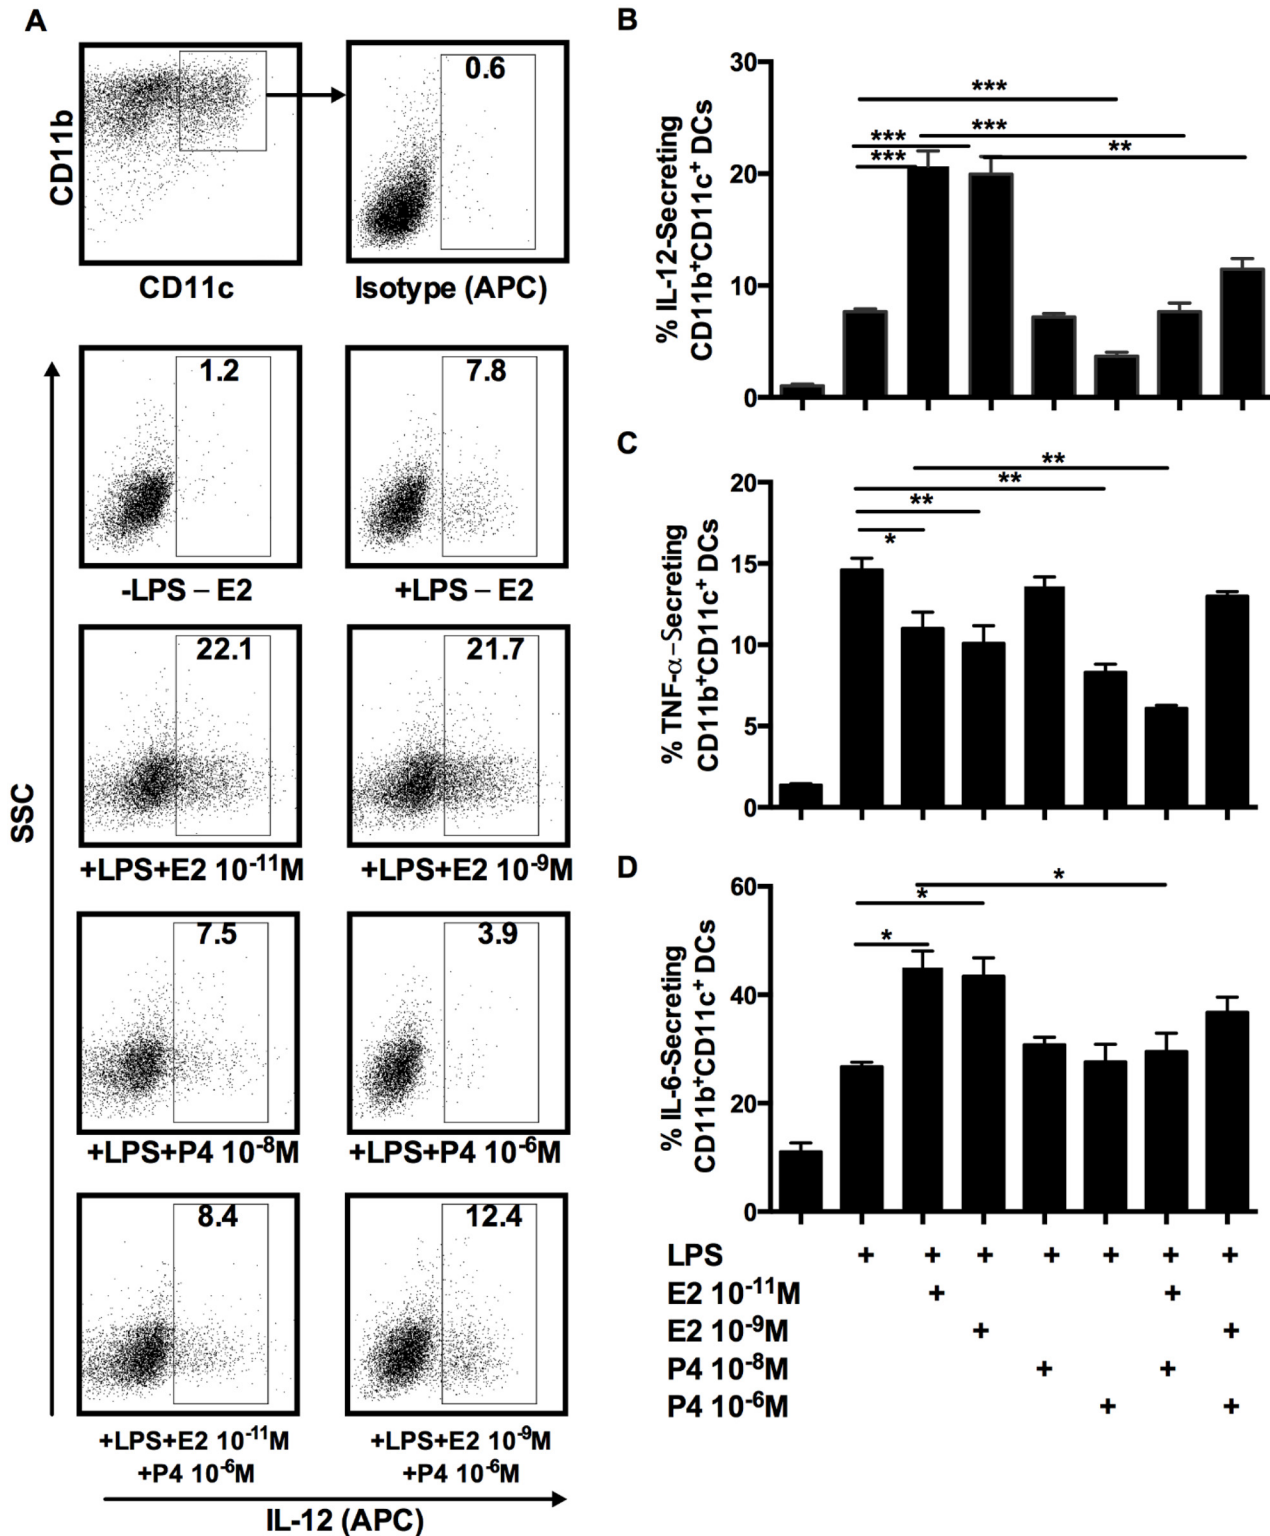 A
CD11b
CD11c
0.6
Isotype (APC)
1.2
-LPS – E2
7.8
+LPS – E2
22.1
+LPS+E2 10⁻¹¹M
21.7
+LPS+E2 10⁻⁹M
7.5
+LPS+P4 10⁻⁸M
3.9
+LPS+P4 10⁻⁶M
8.4
+LPS+E2 10⁻¹¹M
+P4 10⁻⁶M
12.4
+LPS+E2 10⁻⁹M
+P4 10⁻⁶M
SSC
IL-12 (APC)
B
% IL-12-Secreting
CD11b⁺CD11c⁺ DCs
30
20
10
0
***
***
***
***
**
C
% TNF-α-Secreting
CD11b⁺CD11c⁺ DCs
20
15
10
5
0
**
**
**
*
D
% IL-6-Secreting
CD11b⁺CD11c⁺ DCs
60
40
20
0
*
*
*
LPS + + + + + + +
E2 10⁻¹¹M + +
E2 10⁻⁹M + +
P4 10⁻⁸M + +
P4 10⁻⁶M + +